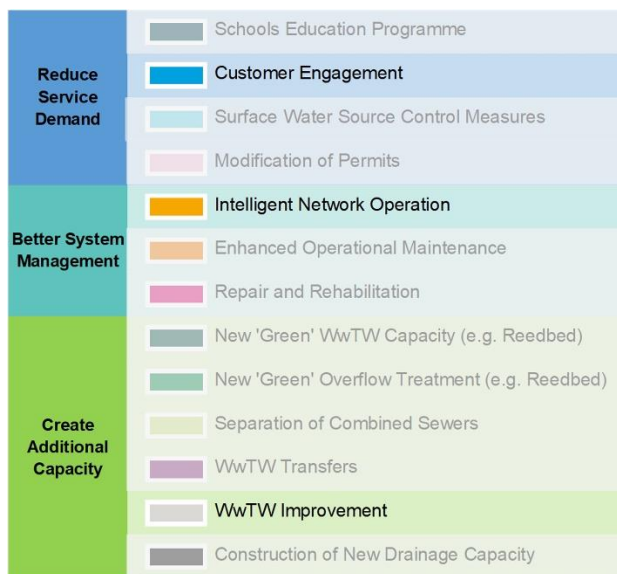 Reduce
Service
Demand
Schools Education Programme
Customer Engagement
Surface Water Source Control Measures
Modification of Permits
Better System
Management
Intelligent Network Operation
Enhanced Operational Maintenance
Repair and Rehabilitation
Create
Additional
Capacity
New 'Green' WwTW Capacity (e.g. Reedbed)
New 'Green' Overflow Treatment (e.g. Reedbed)
Separation of Combined Sewers
WwTW Transfers
WwTW Improvement
Construction of New Drainage Capacity